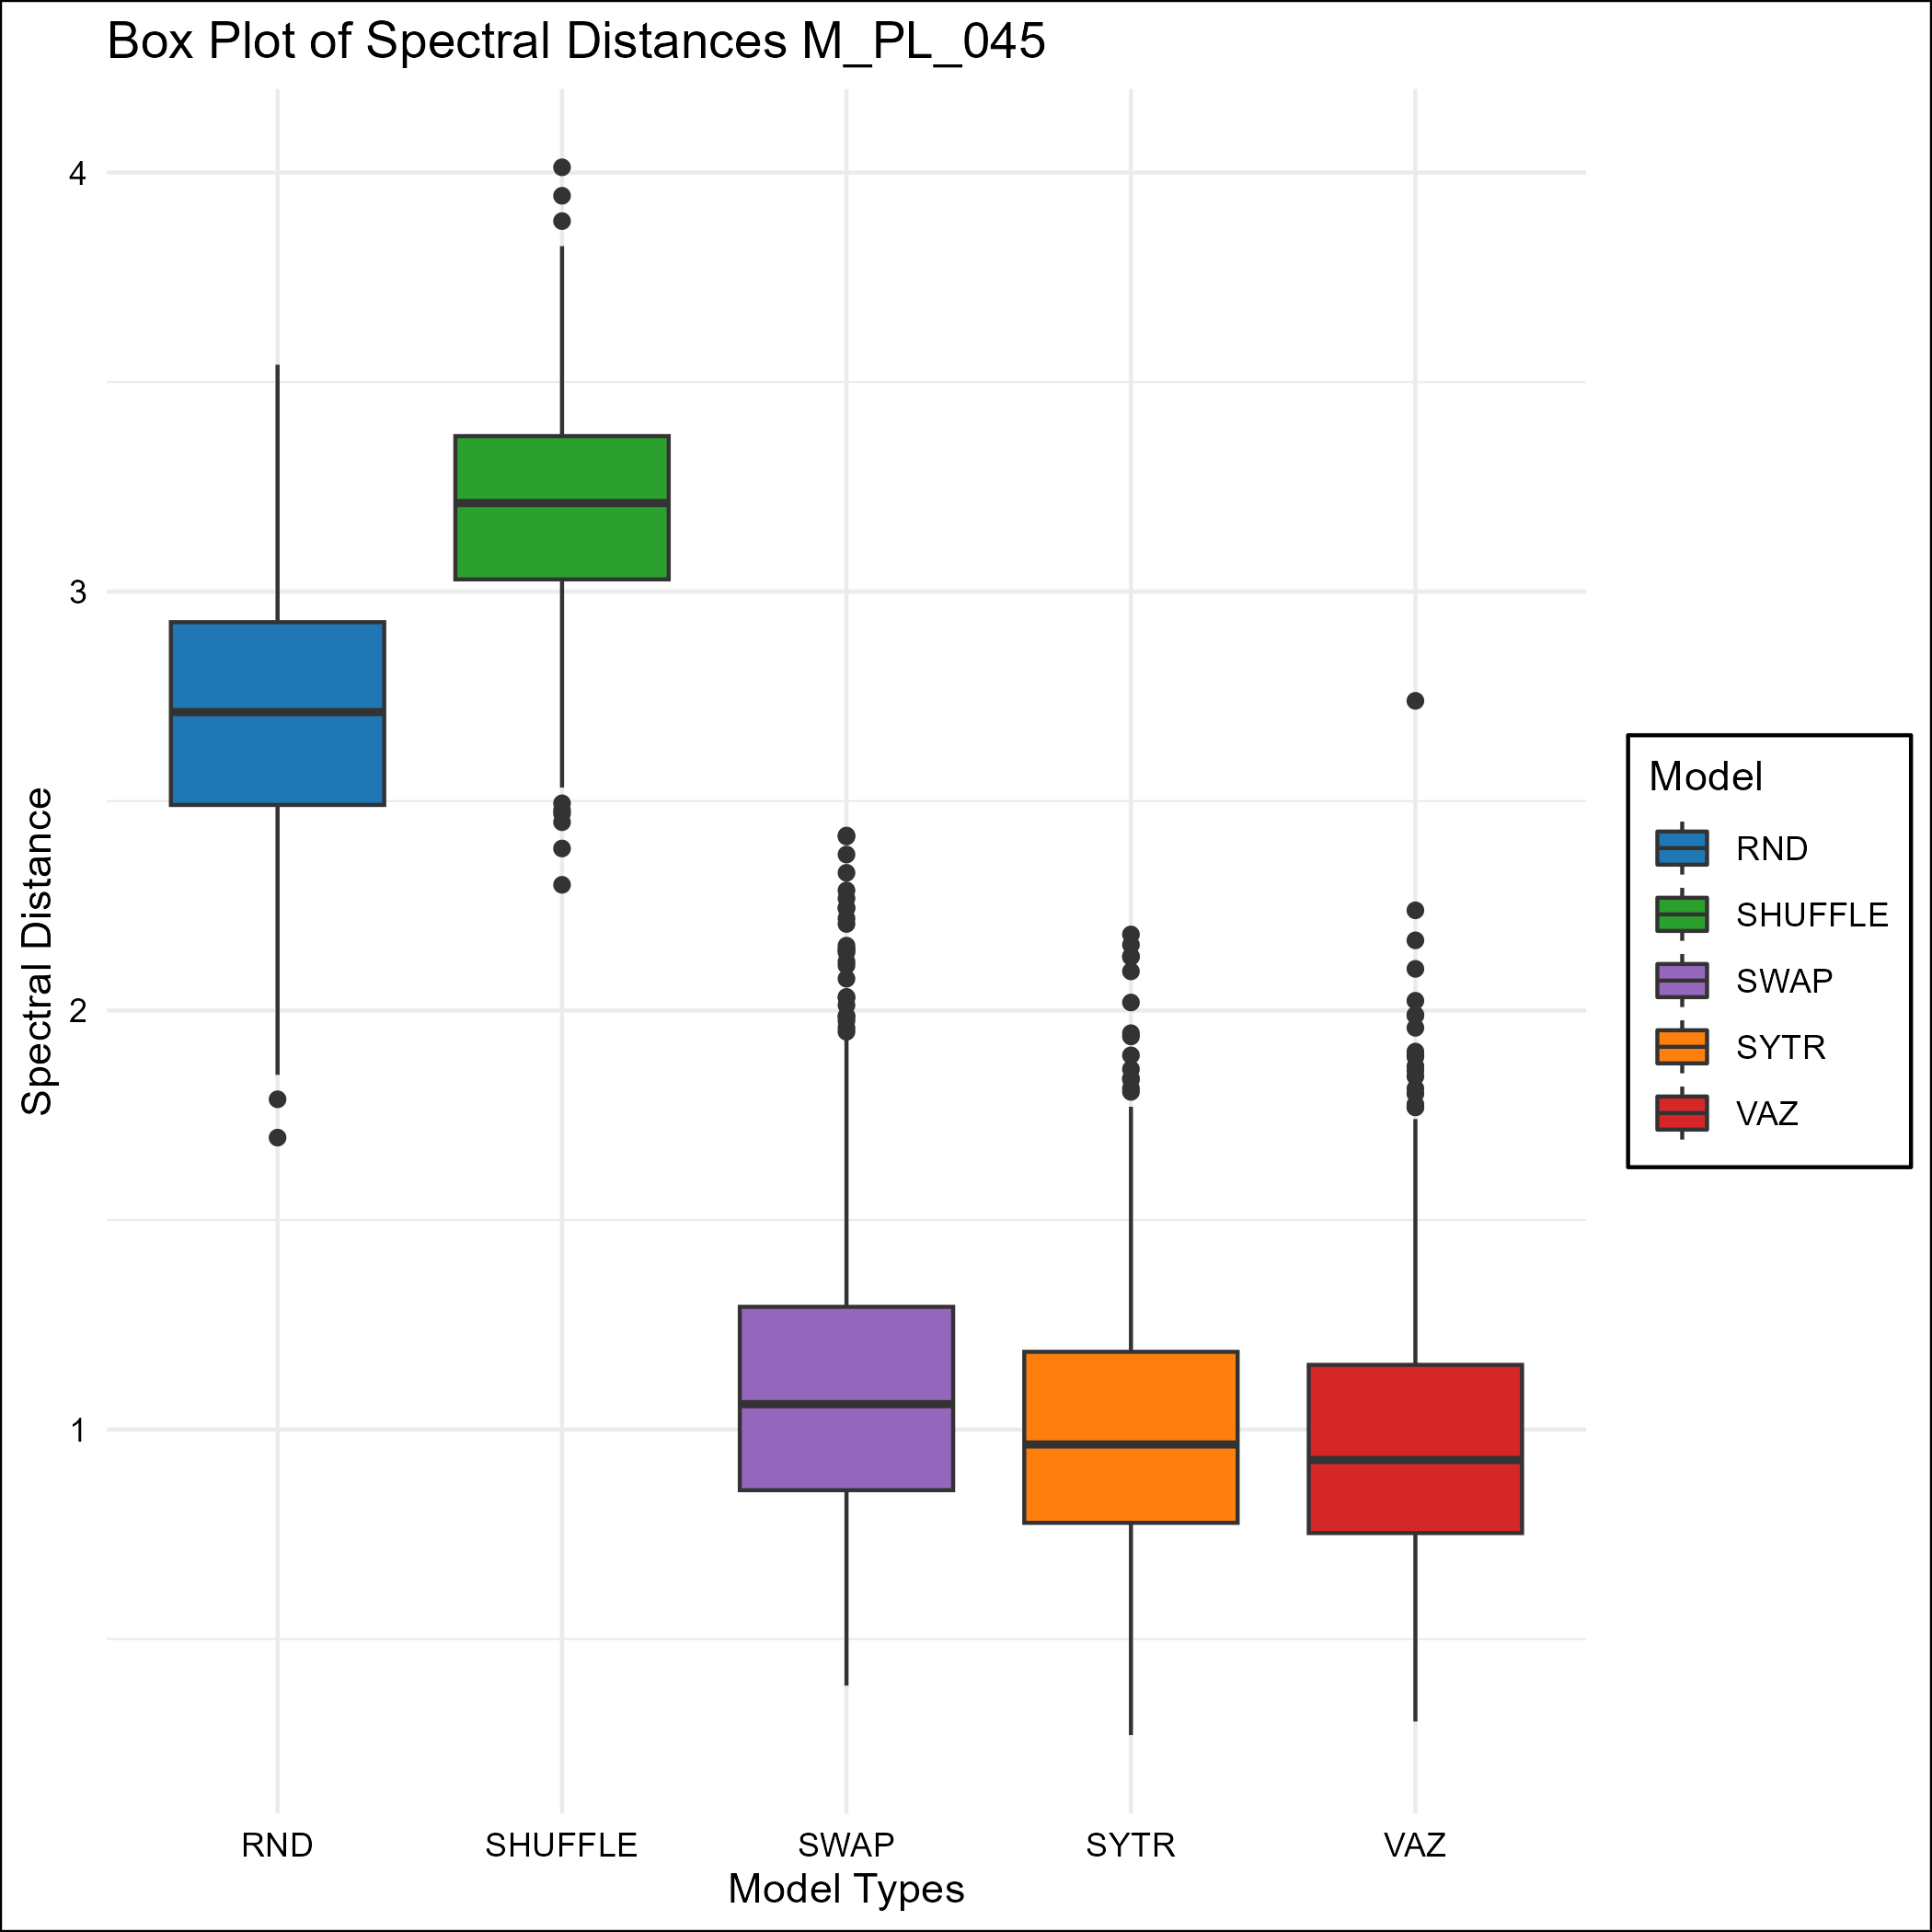 Box Plot of Spectral Distances M_PL_045
4
3
2
1
Spectral Distance
RND
SHUFFLE
SWAP
SYTR
VAZ
Model Types
Model
RND
SHUFFLE
SWAP
SYTR
VAZ